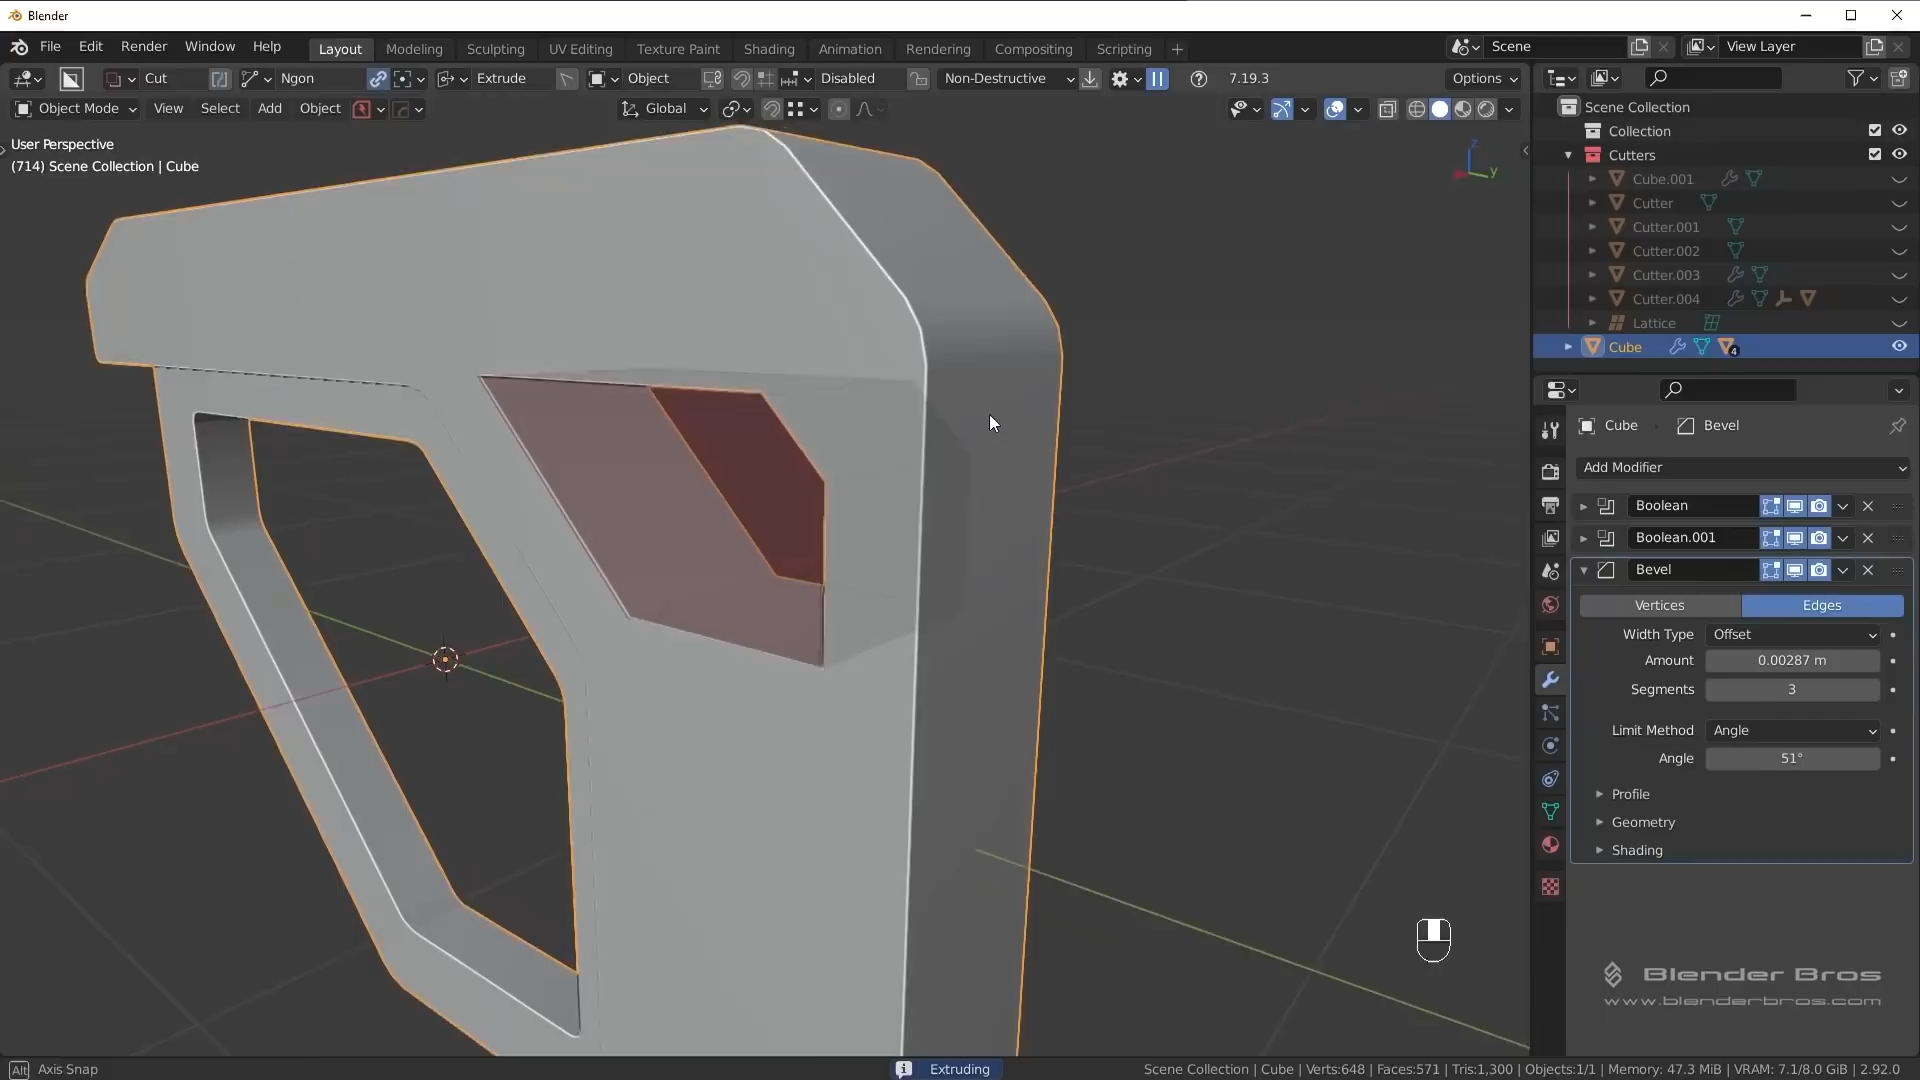 Blender
File Edit Render Window Help
Layout Modeling Sculpting UV Editing Texture Paint Shading Animation Rendering Compositing Scripting +
Scene
View Layer
Cut Ngon Extrude Object Disabled Non-Destructive 7.19.3 Options
Object Mode View Select Add Object Global
User Perspective
(714) Scene Collection | Cube
Z
Y
Scene Collection
Collection
Cutters
Cube.001
Cutter
Cutter.001
Cutter.002
Cutter.003
Cutter.004
Lattice
Cube 4
Cube Bevel
Add Modifier
Boolean
Boolean.001
Bevel
Vertices Edges
Width Type Offset
Amount 0.00287 m
Segments 3
Limit Method Angle
Angle 51°
Profile
Geometry
Shading
Blender Bros
www.blenderbros.com
Alt Axis Snap
Extruding
Scene Collection | Cube | Verts:648 | Faces:571 | Tris:1,300 | Objects:1/1 | Memory: 47.3 MiB | VRAM: 7.1/8.0 GiB | 2.92.0